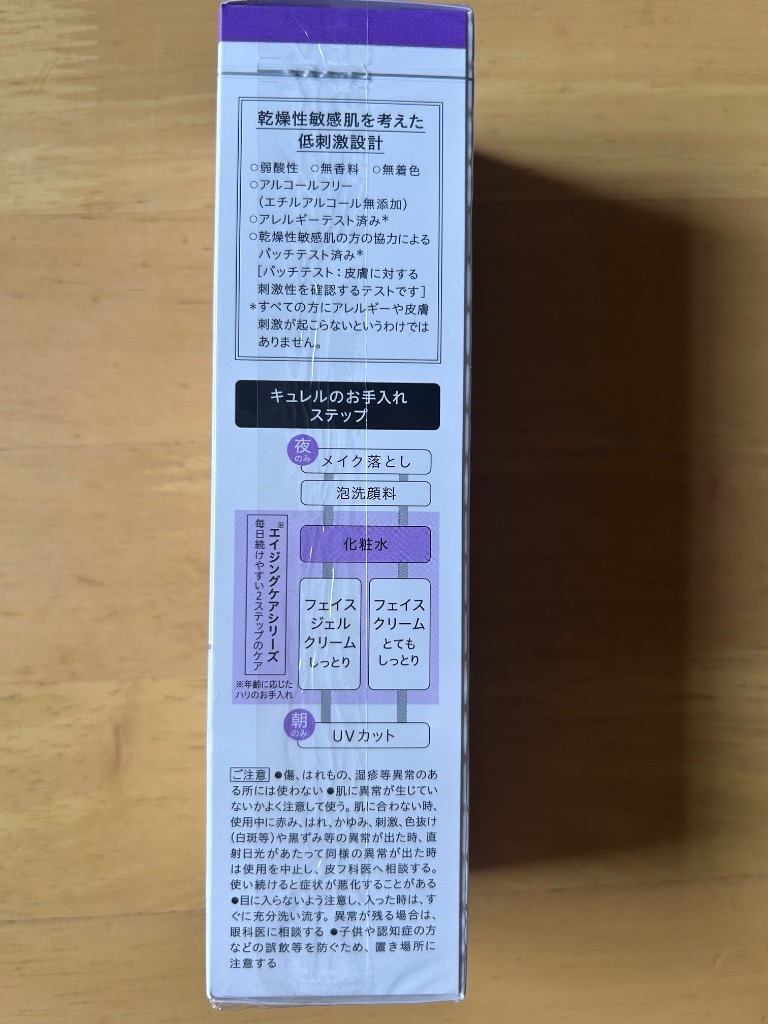 乾燥性敏感肌を考えた
低刺激設計
○弱酸性 ○無香料 ○無着色
○アルコールフリー
(エチルアルコール無添加)
○アレルギーテスト済み*
○乾燥性敏感肌の方の協力による
パッチテスト済み*
[パッチテスト：皮膚に対する
刺激性を確認するテストです]
*すべての方にアレルギーや皮膚
刺激が起こらないというわけでは
ありません。
キュレルのお手入れ
ステップ
夜
のみ
メイク落とし
泡洗顔料
化粧水
※
エイジングケアシリーズ
毎日続けやすい2ステップのケア
フェイス
ジェル
クリーム
しっとり
フェイス
クリーム
とても
しっとり
※年齢に応じた
ハリのお手入れ
朝
のみ
UVカット
ご注意 ●傷、はれもの、湿疹等異常のあ
る所には使わない ●肌に異常が生じてい
ないかよく注意して使う。肌に合わない時、
使用中に赤み、はれ、かゆみ、刺激、色抜け
(白斑等)や黒ずみ等の異常が出た時、直
射日光があたって同様の異常が出た時
は使用を中止し、皮フ科医へ相談する。
使い続けると症状が悪化することがある
●目に入らないよう注意し、入った時は、す
ぐに充分洗い流す。異常が残る場合は、
眼科医に相談する ●子供や認知症の方
などの誤飲等を防ぐため、置き場所に
注意する